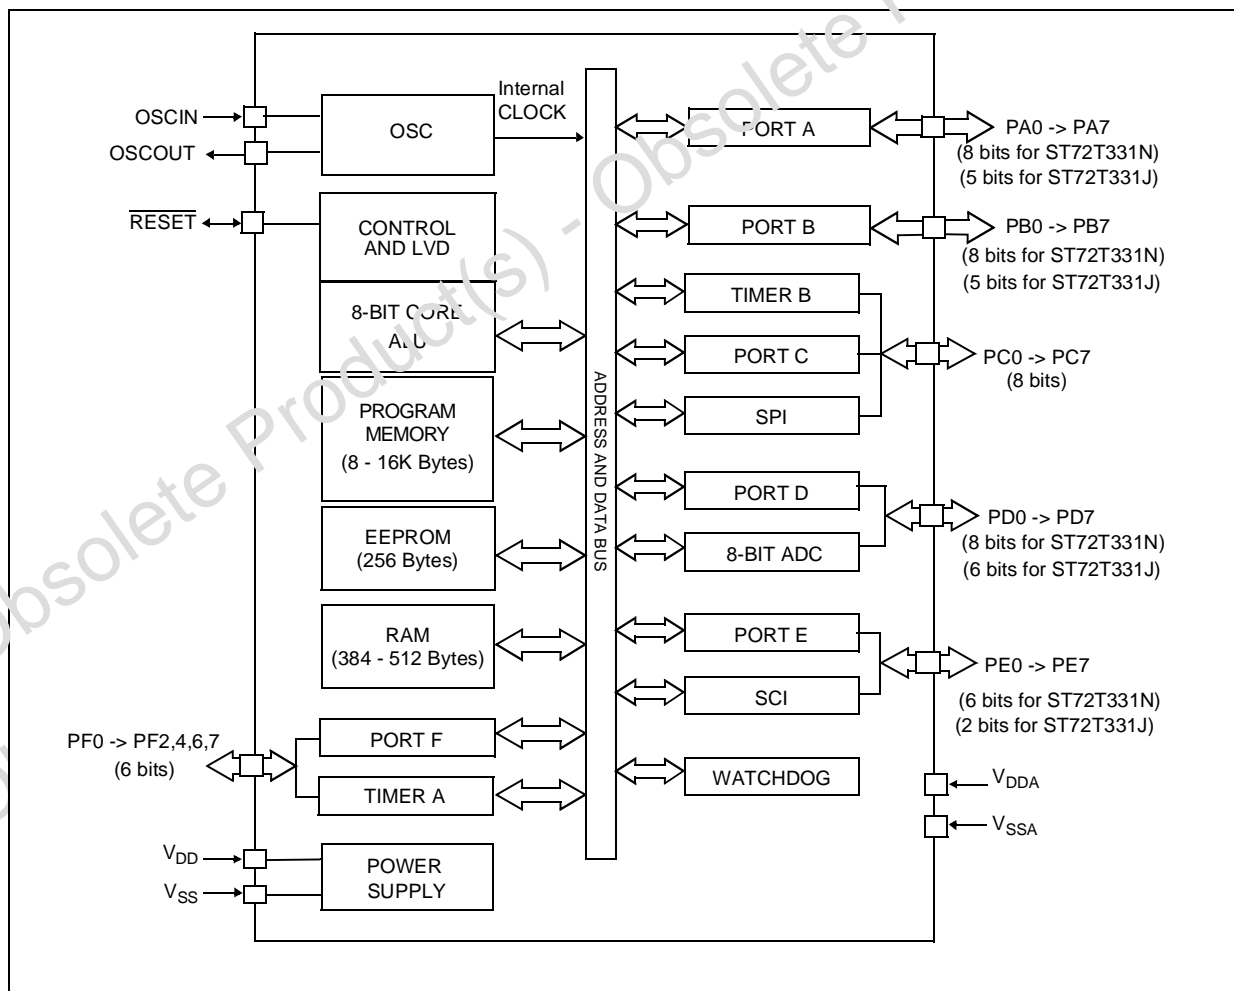 OSCIN
OSCOUT
RESET
OSC
Internal
CLOCK
CONTROL
AND LVD
8-BIT CORE
ALU
PROGRAM
MEMORY
(8 - 16K Bytes)
EEPROM
(256 Bytes)
RAM
(384 - 512 Bytes)
PORT F
TIMER A
PF0 -> PF2,4,6,7
(6 bits)
VDD
VSS
POWER
SUPPLY
ADDRESS AND DATA BUS
PORT A
PA0 -> PA7
(8 bits for ST72T331N)
(5 bits for ST72T331J)
PORT B
PB0 -> PB7
(8 bits for ST72T331N)
(5 bits for ST72T331J)
TIMER B
PORT C
SPI
PC0 -> PC7
(8 bits)
PORT D
8-BIT ADC
PD0 -> PD7
(8 bits for ST72T331N)
(6 bits for ST72T331J)
PORT E
SCI
PE0 -> PE7
(6 bits for ST72T331N)
(2 bits for ST72T331J)
WATCHDOG
VDDA
VSSA
Obsolete Product(s) - Obsolete